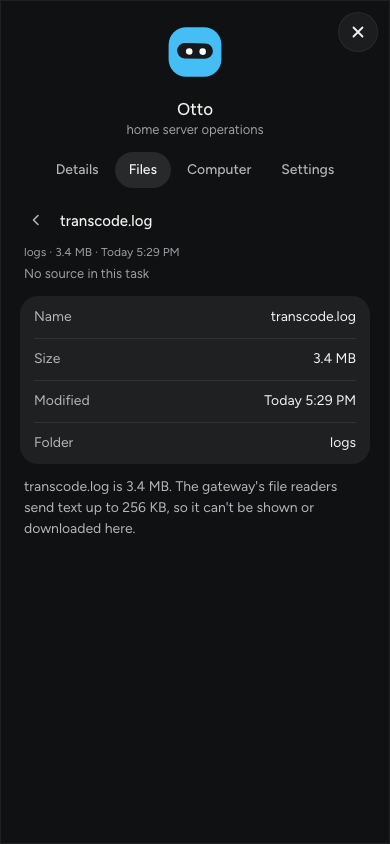 Otto
home server operations
Details Files Computer Settings
transcode.log
logs · 3.4 MB · Today 5:29 PM
No source in this task
Name transcode.log
Size 3.4 MB
Modified Today 5:29 PM
Folder logs
transcode.log is 3.4 MB. The gateway's file readers
send text up to 256 KB, so it can't be shown or
downloaded here.